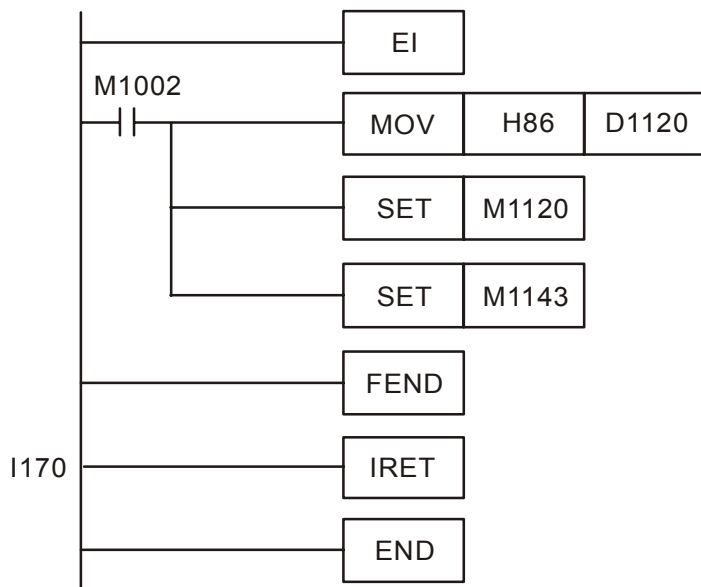 EI
M1002
MOV H86 D1120
SET M1120
SET M1143
FEND
I170 IRET
END